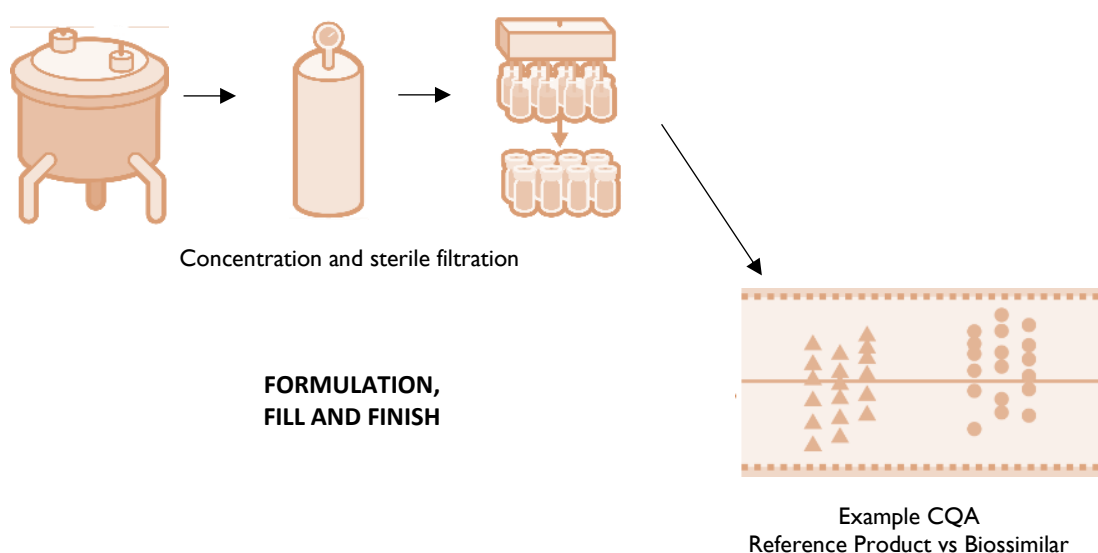 Concentration and sterile filtration
FORMULATION,
FILL AND FINISH
Example CQA
Reference Product vs Biossimilar